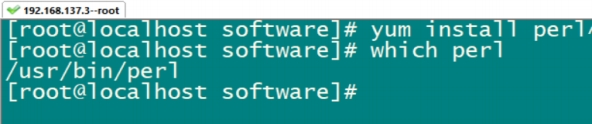 192.168.137.3--root
[root@localhost software]# yum install perl^
[root@localhost software]# which perl
/usr/bin/perl
[root@localhost software]#